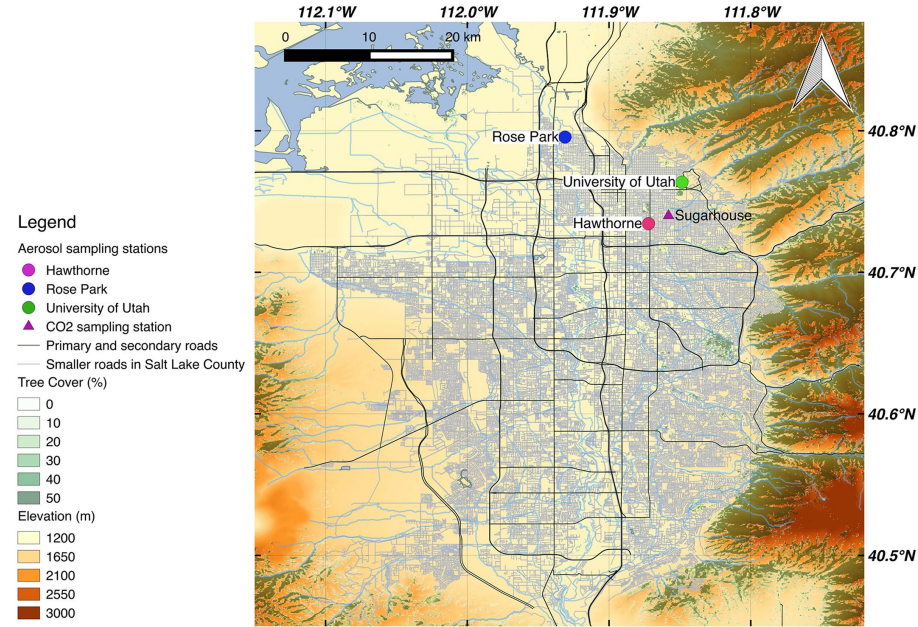 112.1°W 112.0°W 111.9°W 111.8°W
0 10 20 km
40.8°N
Rose Park
University of Utah
Sugarhouse
Hawthorne
40.7°N
40.6°N
40.5°N
Legend
Aerosol sampling stations
Hawthorne
Rose Park
University of Utah
CO2 sampling station
Primary and secondary roads
Smaller roads in Salt Lake County
Tree Cover (%)
0
10
20
30
40
50
Elevation (m)
1200
1650
2100
2550
3000